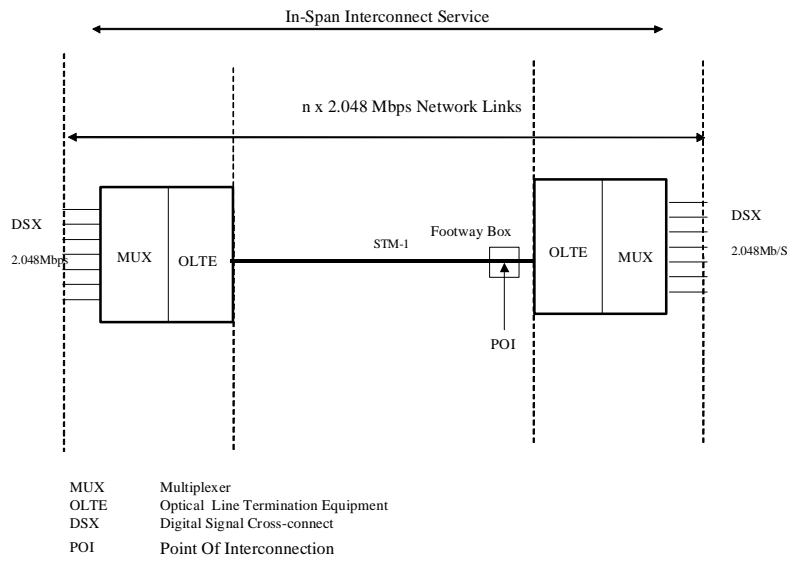 In-Span Interconnect Service
n x 2.048 Mbps Network Links
DSX
2.048Mbps
MUX
OLTE
STM-1
Footway Box
POI
OLTE
MUX
DSX
2.048Mb/S
MUX Multiplexer
OLTE Optical Line Termination Equipment
DSX Digital Signal Cross-connect
POI Point Of Interconnection